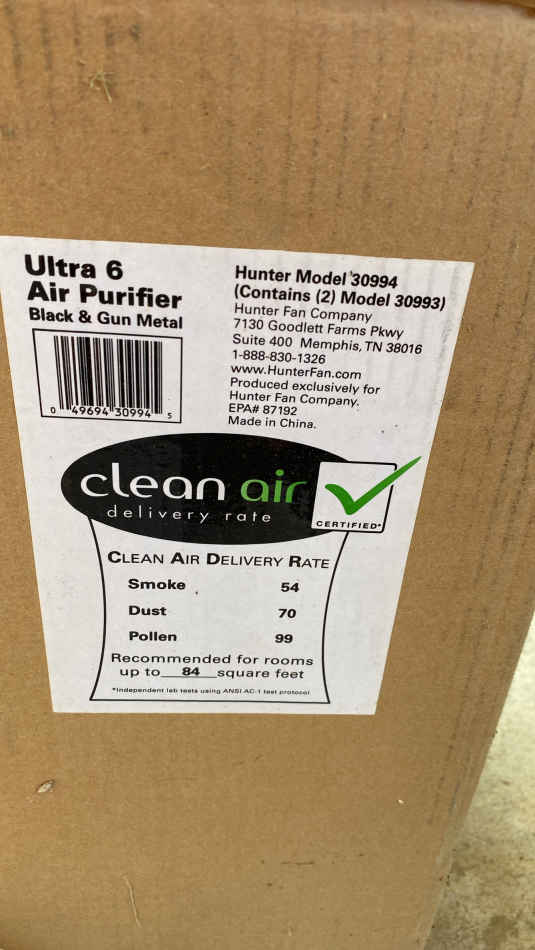 Ultra 6
Air Purifier
Black & Gun Metal
0 49694 30994 5
Hunter Model 30994
(Contains (2) Model 30993)
Hunter Fan Company
7130 Goodlett Farms Pkwy
Suite 400 Memphis, TN 38016
1-888-830-1326
www.HunterFan.com
Produced exclusively for
Hunter Fan Company.
EPA# 87192
Made in China.
clean air
delivery rate
CERTIFIED*
CLEAN AIR DELIVERY RATE
Smoke 54
Dust 70
Pollen 99
Recommended for rooms
up to 84 square feet
*Independent lab tests using ANSI AC-1 test protocol